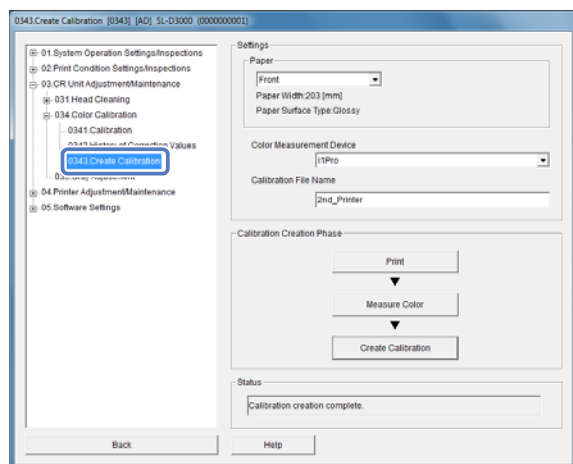 0343.Create Calibration [0343] [AD] SL-D3000 (0000000001)
01.System Operation Settings/Inspections
02.Print Condition Settings/Inspections
03.CR Unit Adjustment/Maintenance
031.Head Cleaning
034.Color Calibration
0341.Calibration
0342.History of Correction Values
0343.Create Calibration
035.Gray Adjustment
04.Printer Adjustment/Maintenance
05.Software Settings
Back
Settings
Paper
Front
Paper Width:203 [mm]
Paper Surface Type:Glossy
Color Measurement Device
i1Pro
Calibration File Name
2nd_Printer
Calibration Creation Phase
Print
Measure Color
Create Calibration
Status
Calibration creation complete.
Help